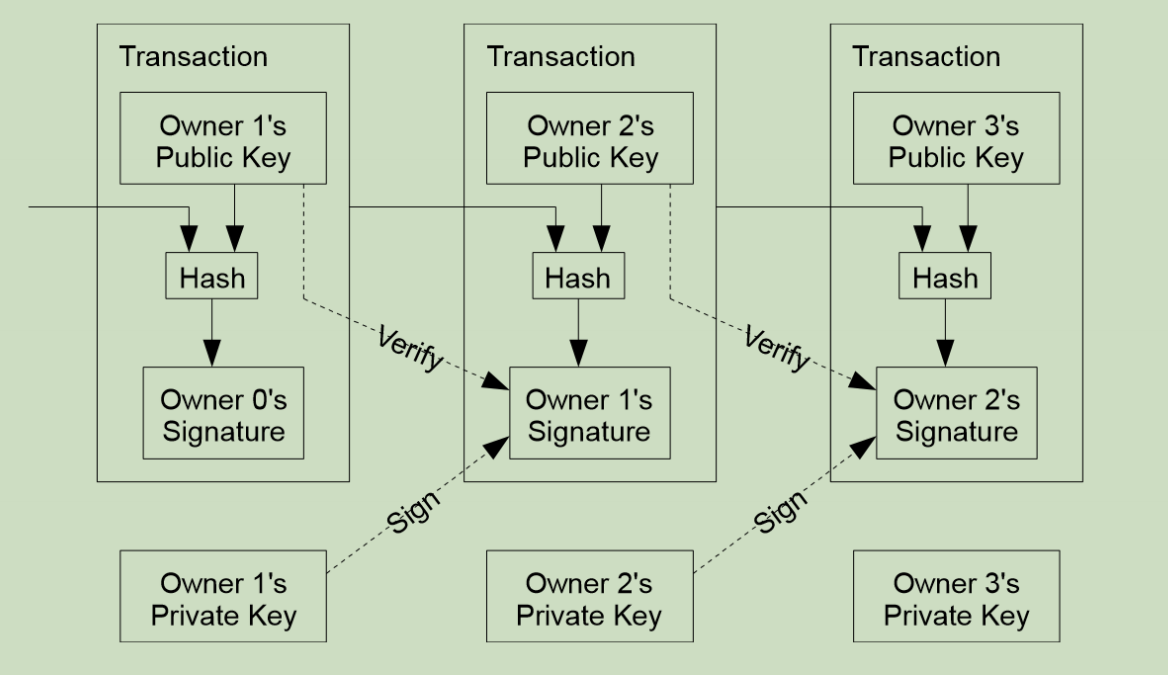 Transaction
Owner 1's
Public Key
Hash
Owner 0's
Signature
Transaction
Owner 2's
Public Key
Hash
Verify
Owner 1's
Signature
Transaction
Owner 3's
Public Key
Hash
Verify
Owner 2's
Signature
Sign
Sign
Owner 1's
Private Key
Owner 2's
Private Key
Owner 3's
Private Key